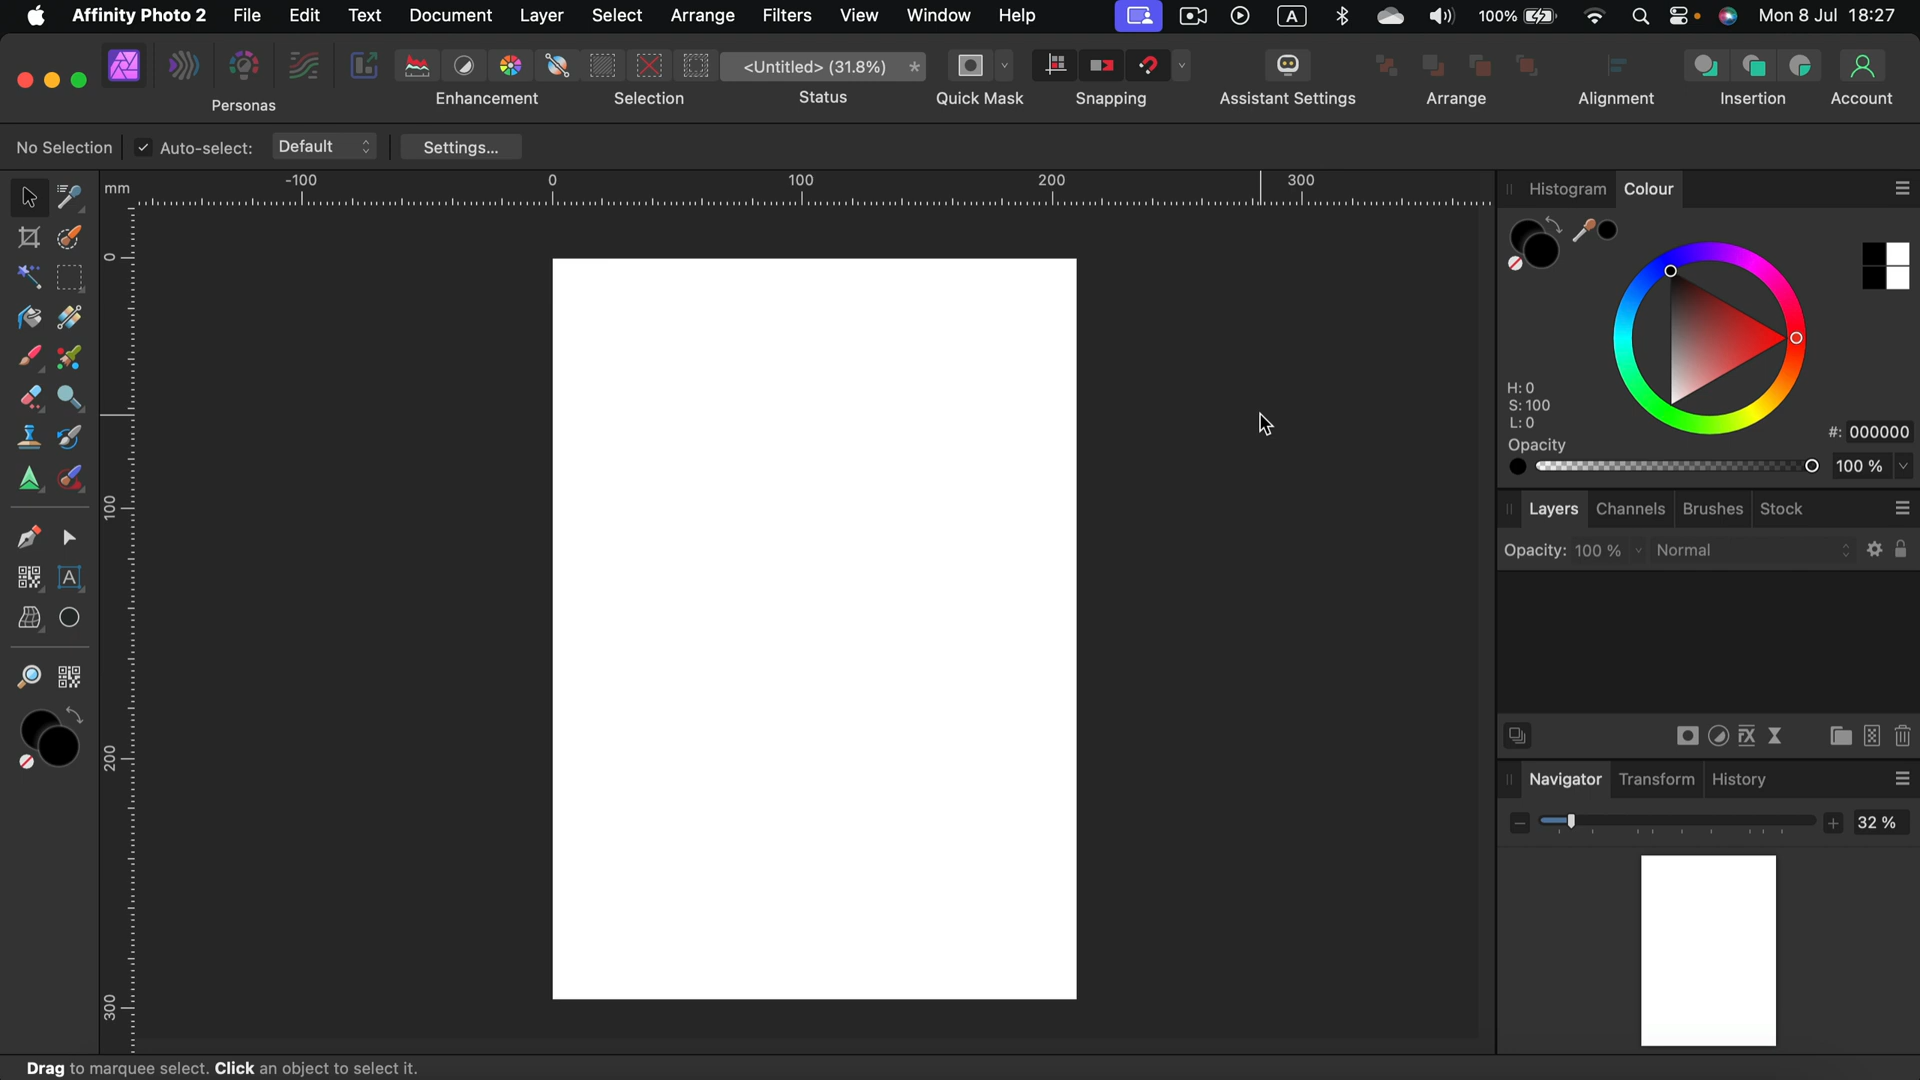 Affinity Photo 2 File Edit Text Document Layer Select Arrange Filters View Window Help A 100% Mon 8 Jul 18:27
<Untitled> (31.8%) *
Personas Enhancement Selection Status Quick Mask Snapping Assistant Settings Arrange Alignment Insertion Account
No Selection Auto-select: Default Settings...
mm -100 0 100 200 300
0
100
200
300
A
Histogram Colour
H: 0
S: 100
L: 0
#: 000000
Opacity
100 %
Layers Channels Brushes Stock
Opacity: 100 % Normal
FX
Navigator Transform History
32 %
Drag to marquee select. Click an object to select it.